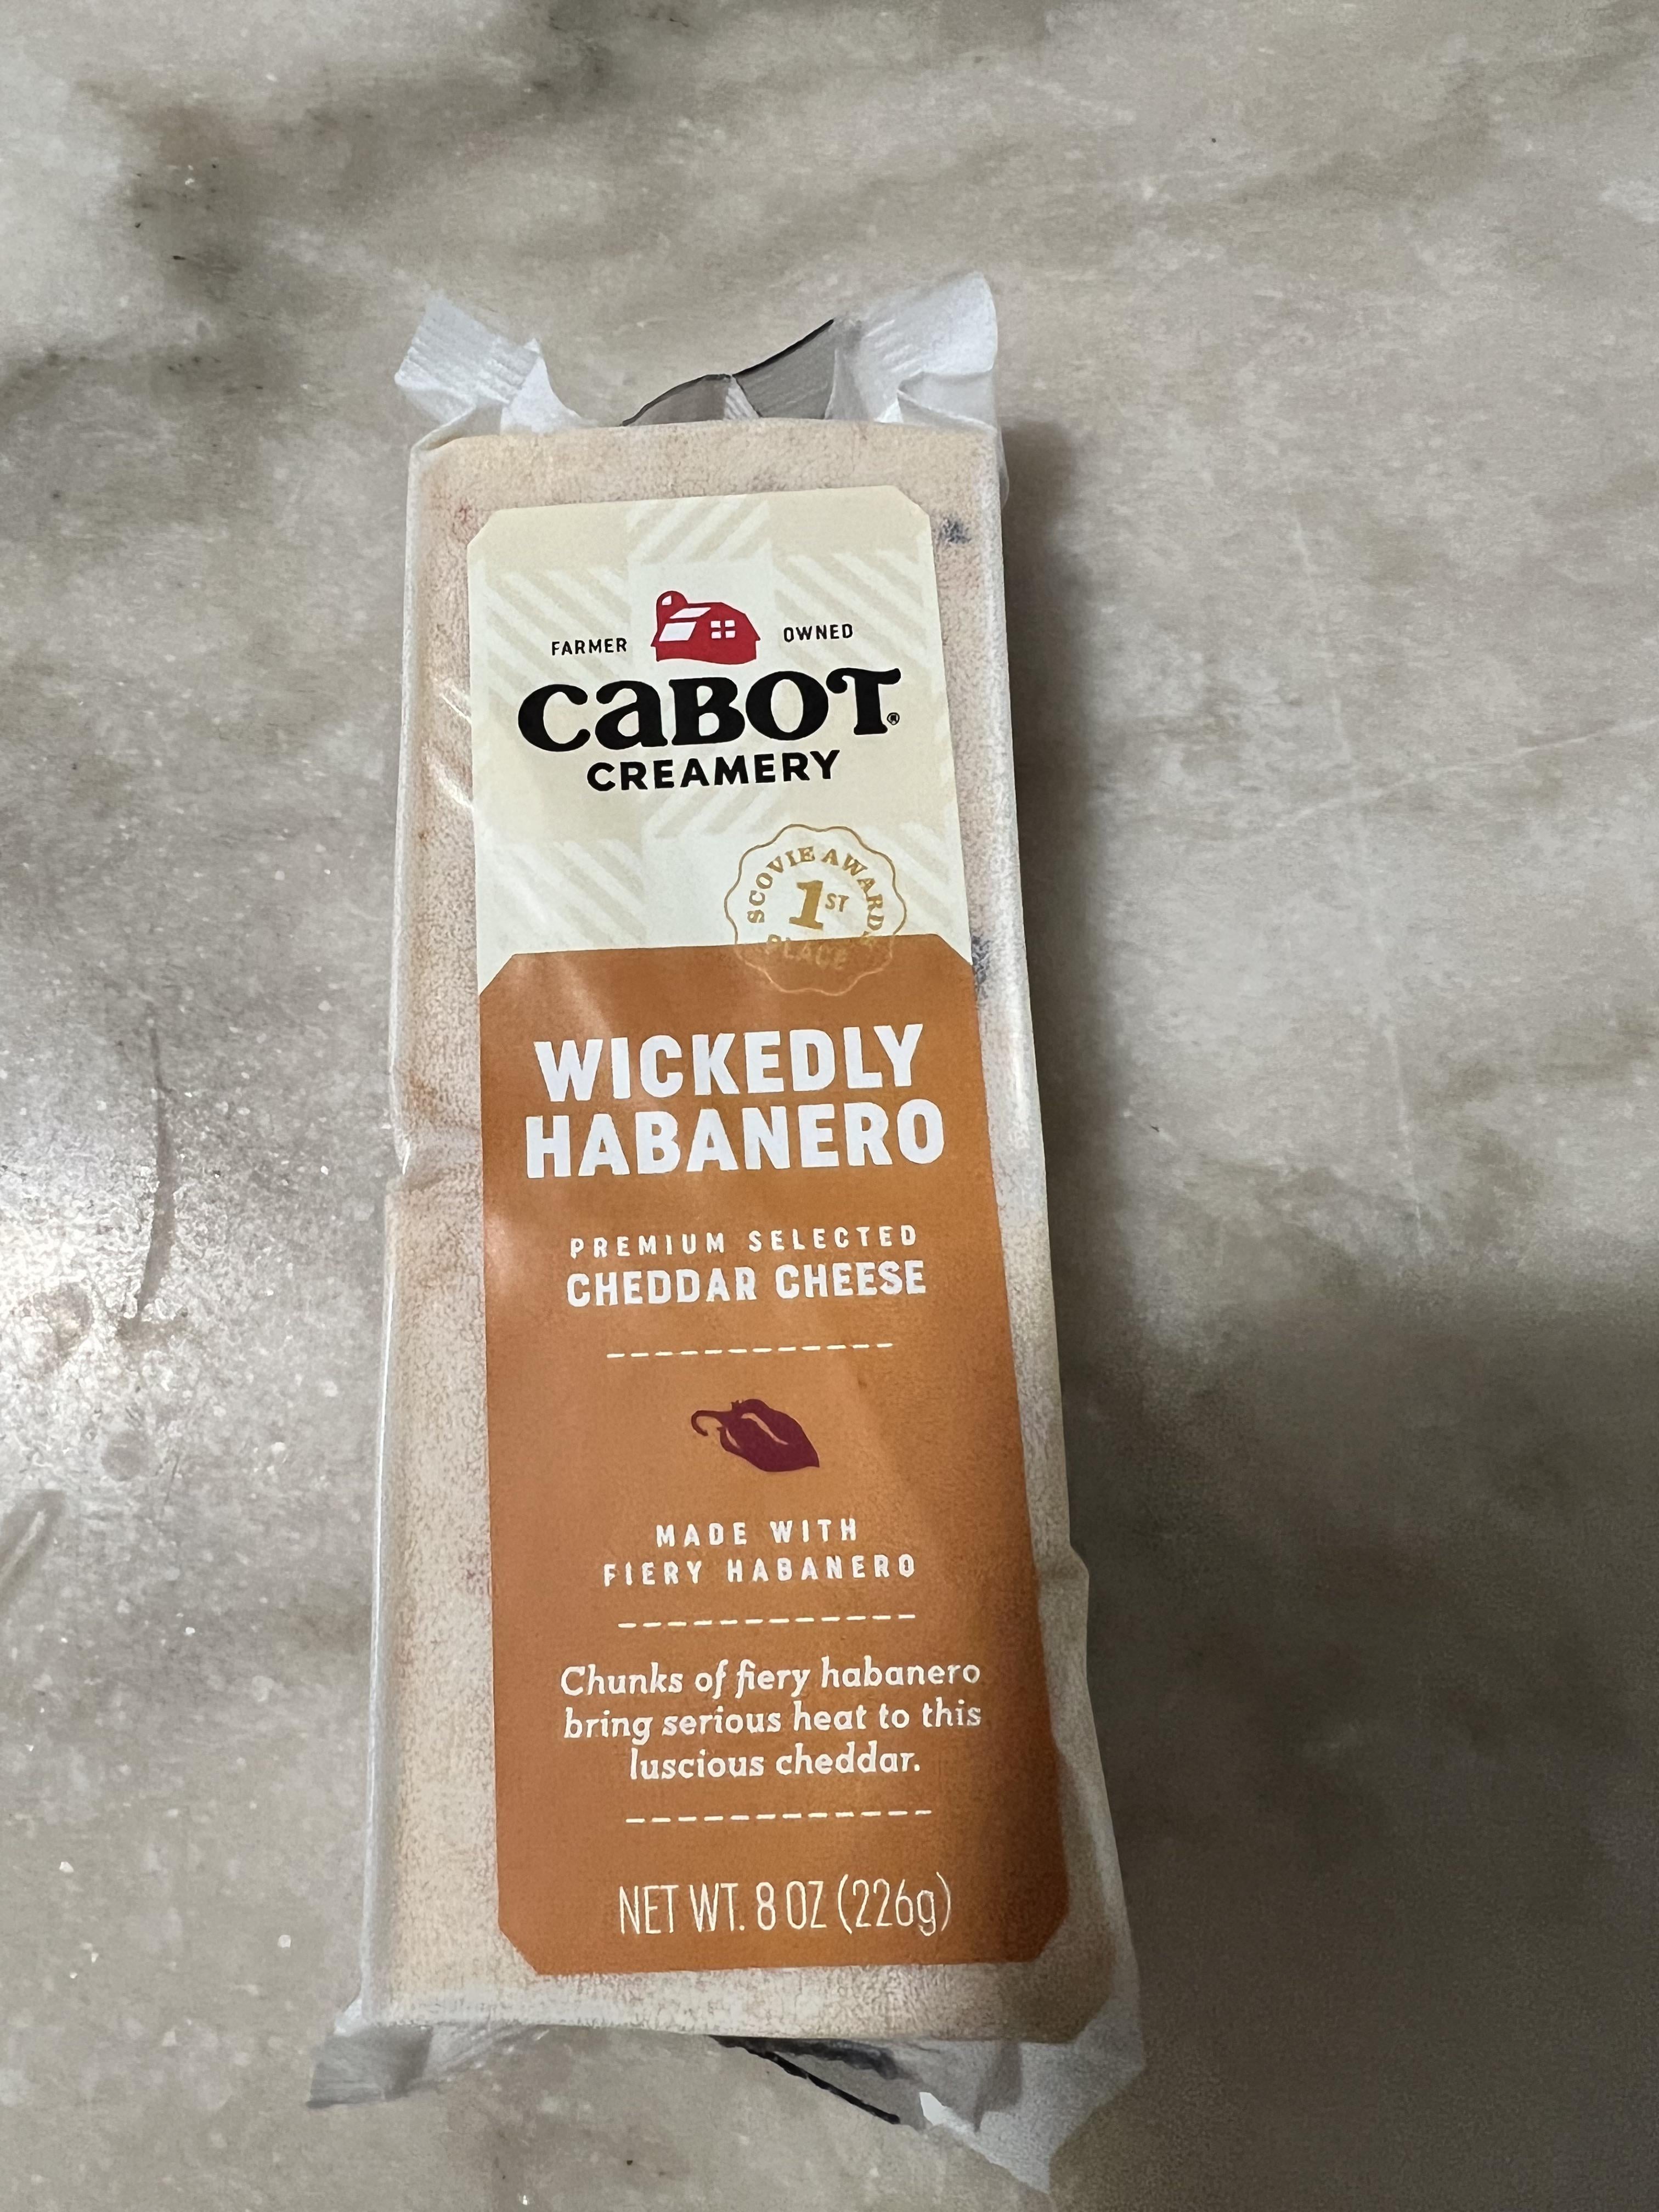 FARMER OWNED
CABOT®
CREAMERY
SCOVIE AWARDS
1ST
PLACE
WICKEDLY
HABANERO
PREMIUM SELECTED
CHEDDAR CHEESE
MADE WITH
FIERY HABANERO
Chunks of fiery habanero
bring serious heat to this
luscious cheddar.
NET WT. 8 OZ (226g)